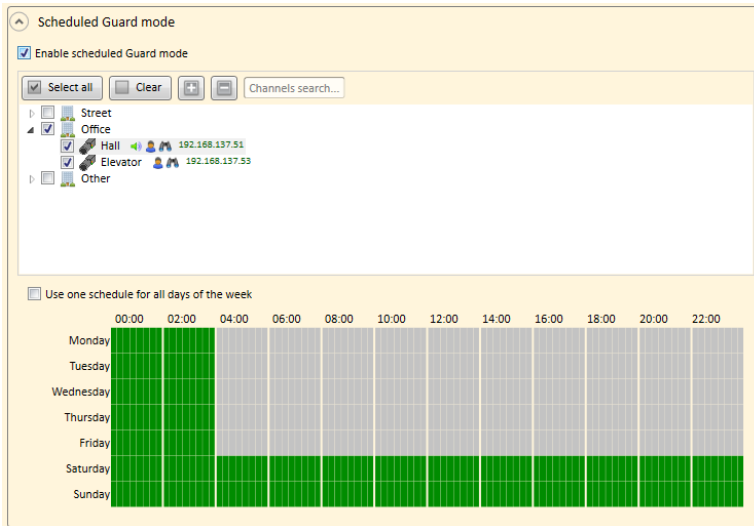 Scheduled Guard mode
Enable scheduled Guard mode
Select all Clear Channels search...
Street
Office
Hall 192.168.137.51
Elevator 192.168.137.53
Other
Use one schedule for all days of the week
00:00 02:00 04:00 06:00 08:00 10:00 12:00 14:00 16:00 18:00 20:00 22:00
Monday
Tuesday
Wednesday
Thursday
Friday
Saturday
Sunday